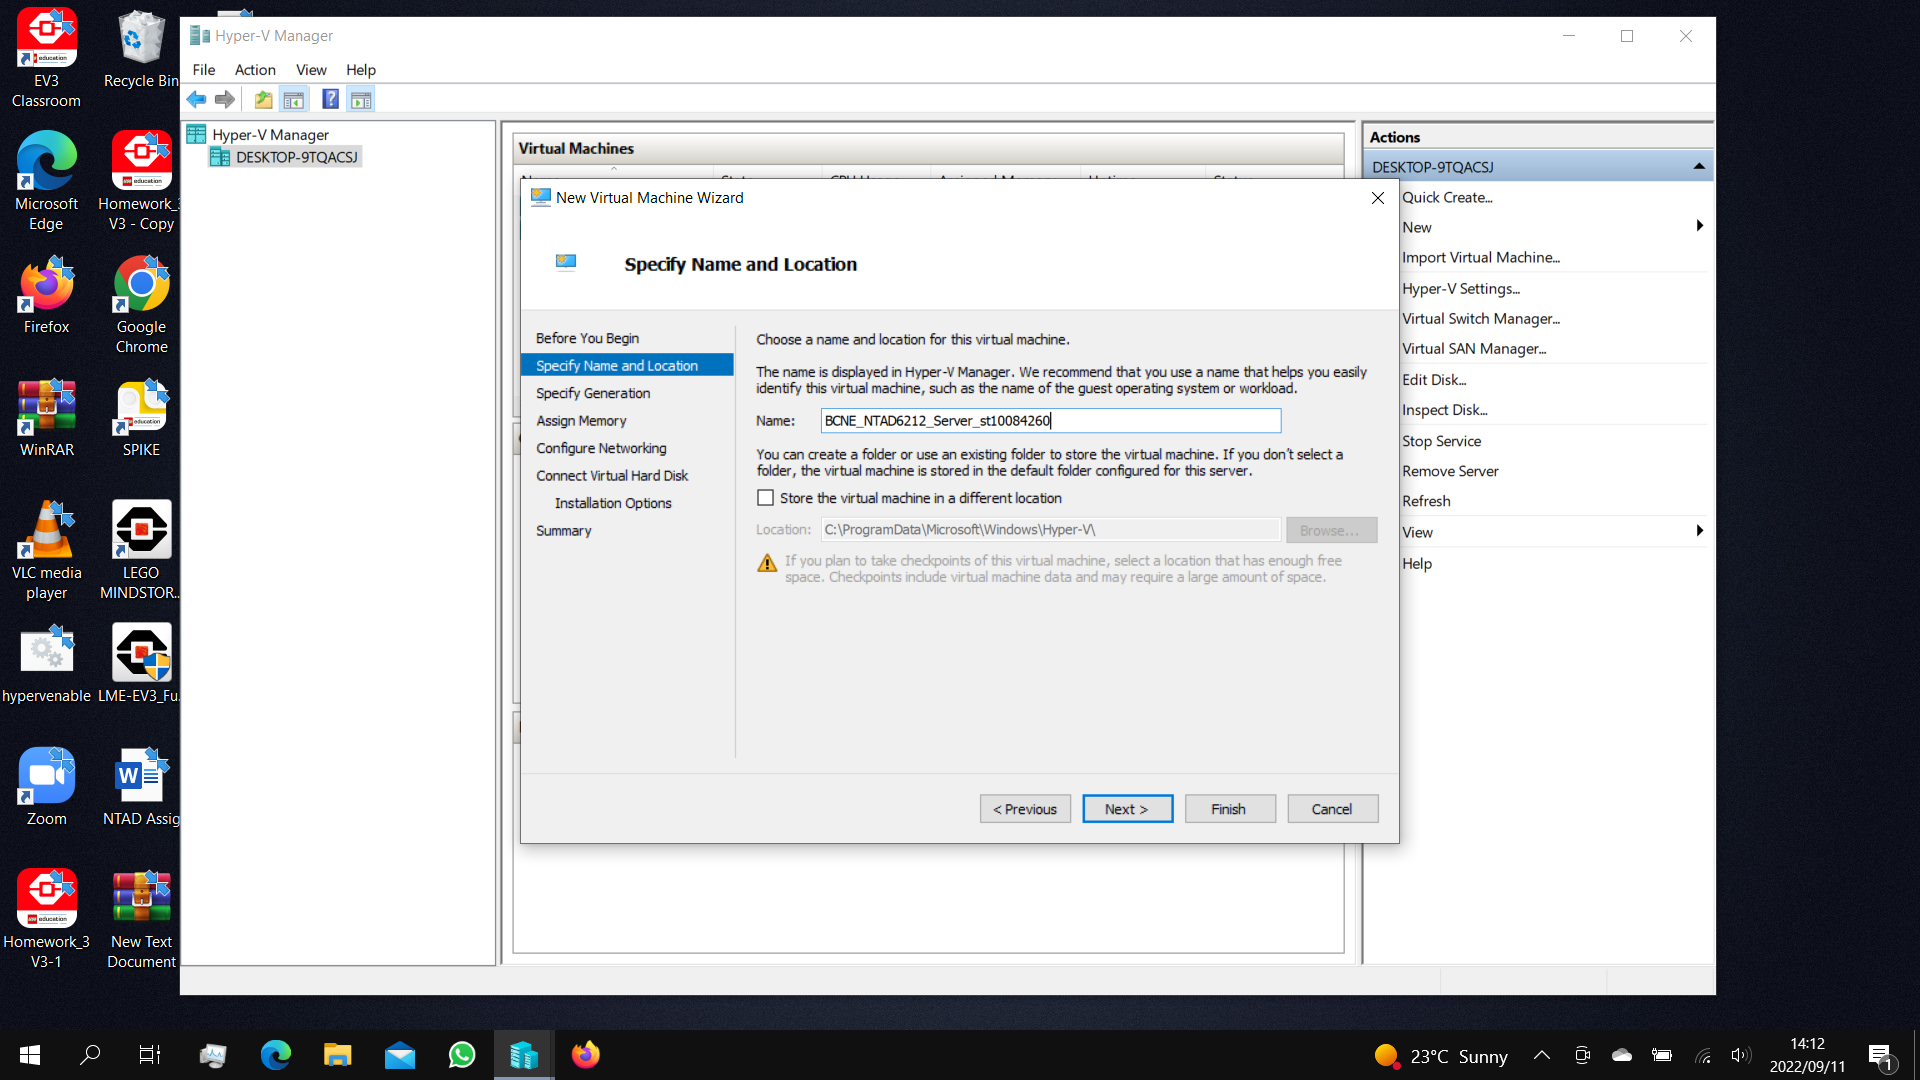 EV3
Classroom
Recycle Bin
Microsoft
Edge
Homework_3
V3 - Copy
Firefox
Google
Chrome
WinRAR
SPIKE
VLC media
player
LEGO
MINDSTOR...
hypervenable
LME-EV3_Fu...
Zoom
NTAD Assig
Homework_3
V3-1
New Text
Document
education
education
education
Hyper-V Manager
File Action View Help
Hyper-V Manager
DESKTOP-9TQACSJ
Virtual Machines
New Virtual Machine Wizard
Specify Name and Location
Before You Begin
Specify Name and Location
Specify Generation
Assign Memory
Configure Networking
Connect Virtual Hard Disk
Installation Options
Summary
Choose a name and location for this virtual machine.
The name is displayed in Hyper-V Manager. We recommend that you use a name that helps you easily
identify this virtual machine, such as the name of the guest operating system or workload.
Name: BCNE_NTAD6212_Server_st10084260
You can create a folder or use an existing folder to store the virtual machine. If you don't select a
folder, the virtual machine is stored in the default folder configured for this server.
Store the virtual machine in a different location
Location: C:\ProgramData\Microsoft\Windows\Hyper-V\ Browse...
If you plan to take checkpoints of this virtual machine, select a location that has enough free
space. Checkpoints include virtual machine data and may require a large amount of space.
< Previous Next > Finish Cancel
Actions
DESKTOP-9TQACSJ
Quick Create...
New
Import Virtual Machine...
Hyper-V Settings...
Virtual Switch Manager...
Virtual SAN Manager...
Edit Disk...
Inspect Disk...
Stop Service
Remove Server
Refresh
View
Help
23°C Sunny
14:12
2022/09/11
1